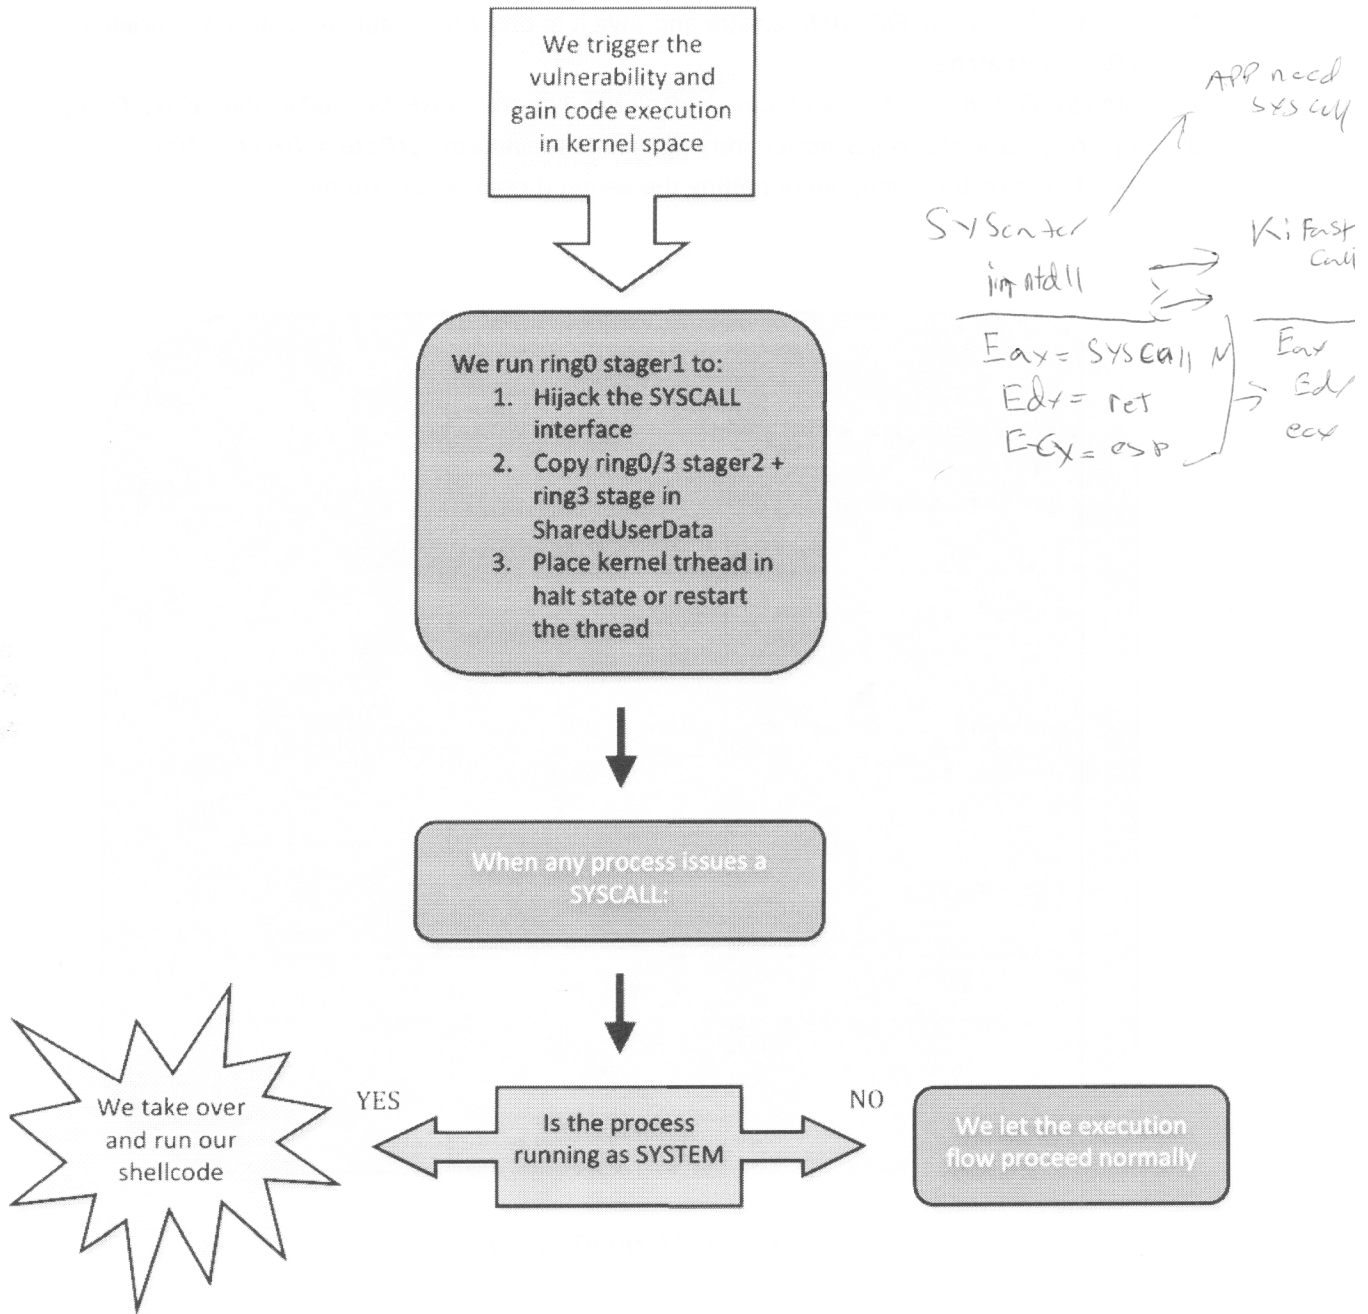 We trigger the
vulnerability and
gain code execution
in kernel space
APP need
sys call
SYSenter
in ntdll
KiFast
Call
Eax = SYSCall N
Edx = ret
Ecx = esp
Eax
Edx
ecx
We run ring0 stager1 to:
1. Hijack the SYSCALL
interface
2. Copy ring0/3 stager2 +
ring3 stage in
SharedUserData
3. Place kernel trhead in
halt state or restart
the thread
When any process issues a
SYSCALL:
YES
NO
We take over
and run our
shellcode
Is the process
running as SYSTEM
We let the execution
flow proceed normally